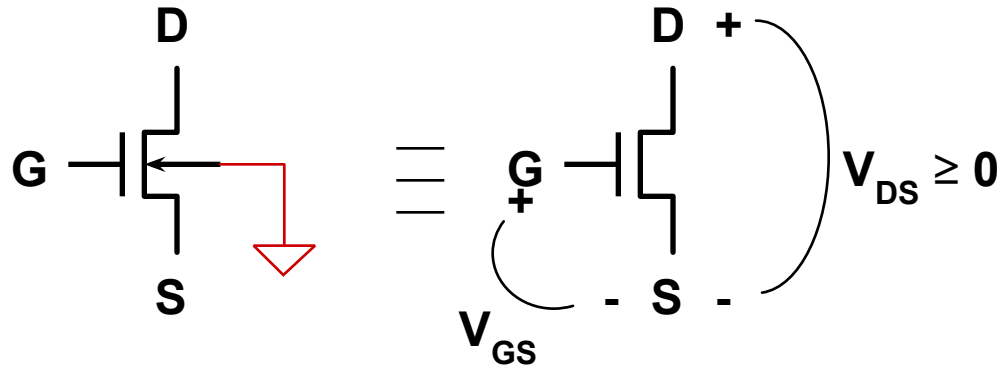 D
G
S
D +
G
+
V_DS ≥ 0
- S -
V_GS